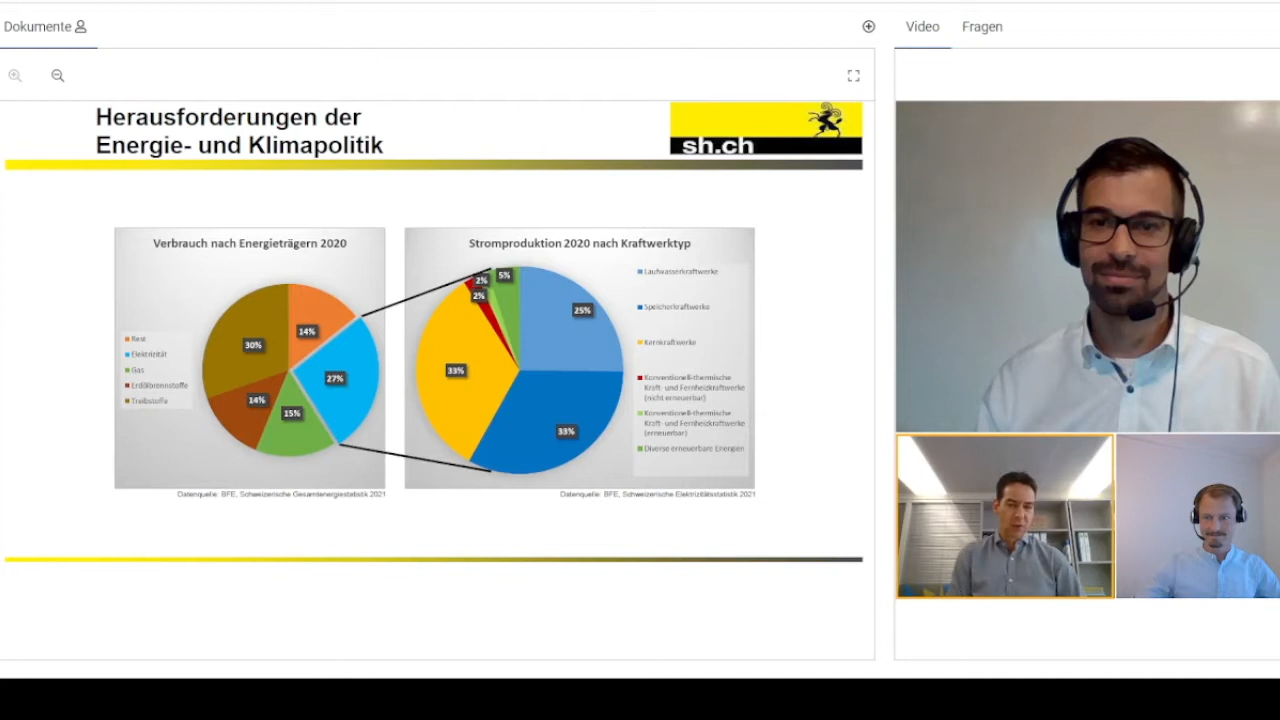 Dokumente
Video
Fragen
Herausforderungen der
Energie- und Klimapolitik
sh.ch
Verbrauch nach Energieträgern 2020
Rest
Elektrizität
Gas
Erdölbrennstoffe
Treibstoffe
14%
27%
15%
14%
30%
Datenquelle: BFE, Schweizerische Gesamtenergiestatistik 2021
Stromproduktion 2020 nach Kraftwerktyp
25%
33%
33%
2%
2%
5%
Laufwasserkraftwerke
Speicherkraftwerke
Kernkraftwerke
Konventionell-thermische
Kraft- und Fernheizkraftwerke
(nicht erneuerbar)
Konventionell-thermische
Kraft- und Fernheizkraftwerke
(erneuerbar)
Diverse erneuerbare Energien
Datenquelle: BFE, Schweizerische Elektrizitätsstatistik 2021